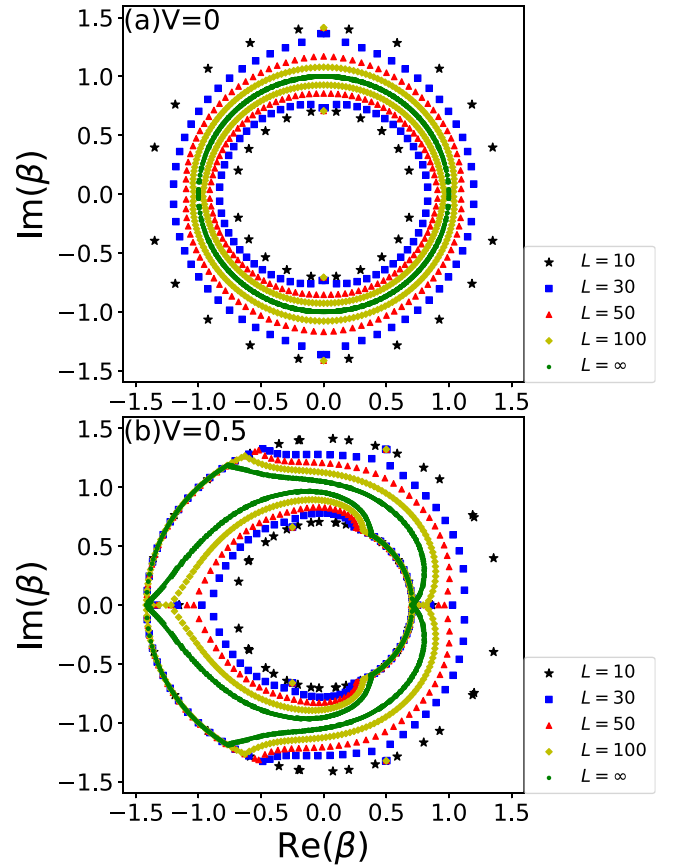 (a)V=0
1.5
1.0
0.5
0.0
−0.5
−1.0
−1.5
Im(β)
−1.5 −1.0 −0.5 0.0 0.5 1.0 1.5
L = 10
L = 30
L = 50
L = 100
L = ∞
(b)V=0.5
1.5
1.0
0.5
0.0
−0.5
−1.0
−1.5
Im(β)
−1.5 −1.0 −0.5 0.0 0.5 1.0 1.5
Re(β)
L = 10
L = 30
L = 50
L = 100
L = ∞